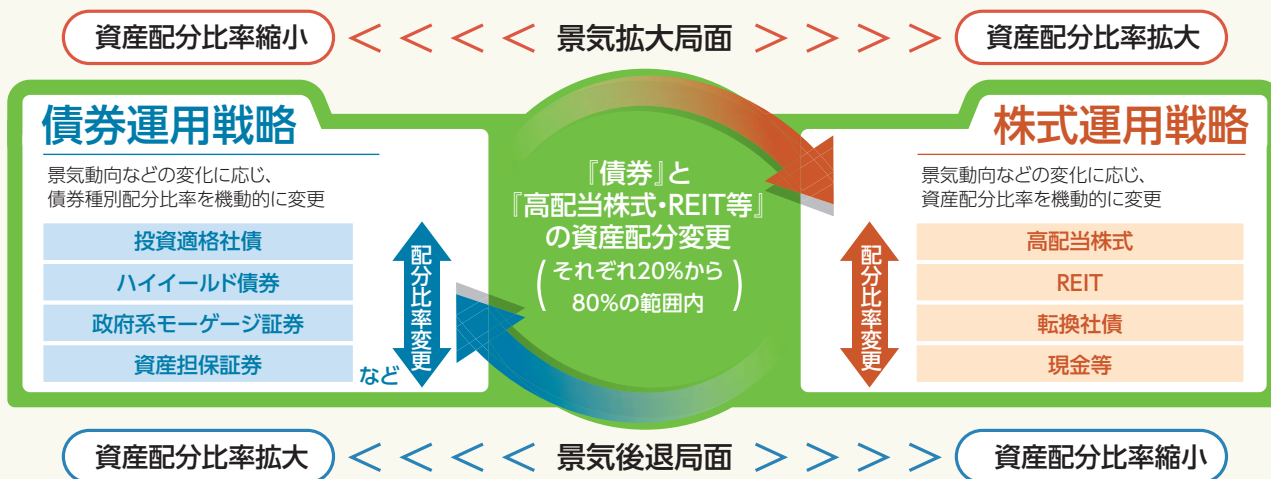 資産配分比率縮小 ＜ ＜ ＜ ＜ ＜ 景気拡大局面 ＞ ＞ ＞ ＞ ＞ 資産配分比率拡大
債券運用戦略
景気動向などの変化に応じ、
債券種別配分比率を機動的に変更
投資適格社債
ハイイールド債券
政府系モーゲージ証券
資産担保証券
など
配分比率変更
『債券』と
『高配当株式・REIT等』
の資産配分変更
(それぞれ20%から
80%の範囲内)
株式運用戦略
景気動向などの変化に応じ、
資産配分比率を機動的に変更
配分比率変更
高配当株式
REIT
転換社債
現金等
資産配分比率拡大 ＜ ＜ ＜ ＜ ＜ 景気後退局面 ＞ ＞ ＞ ＞ ＞ 資産配分比率縮小